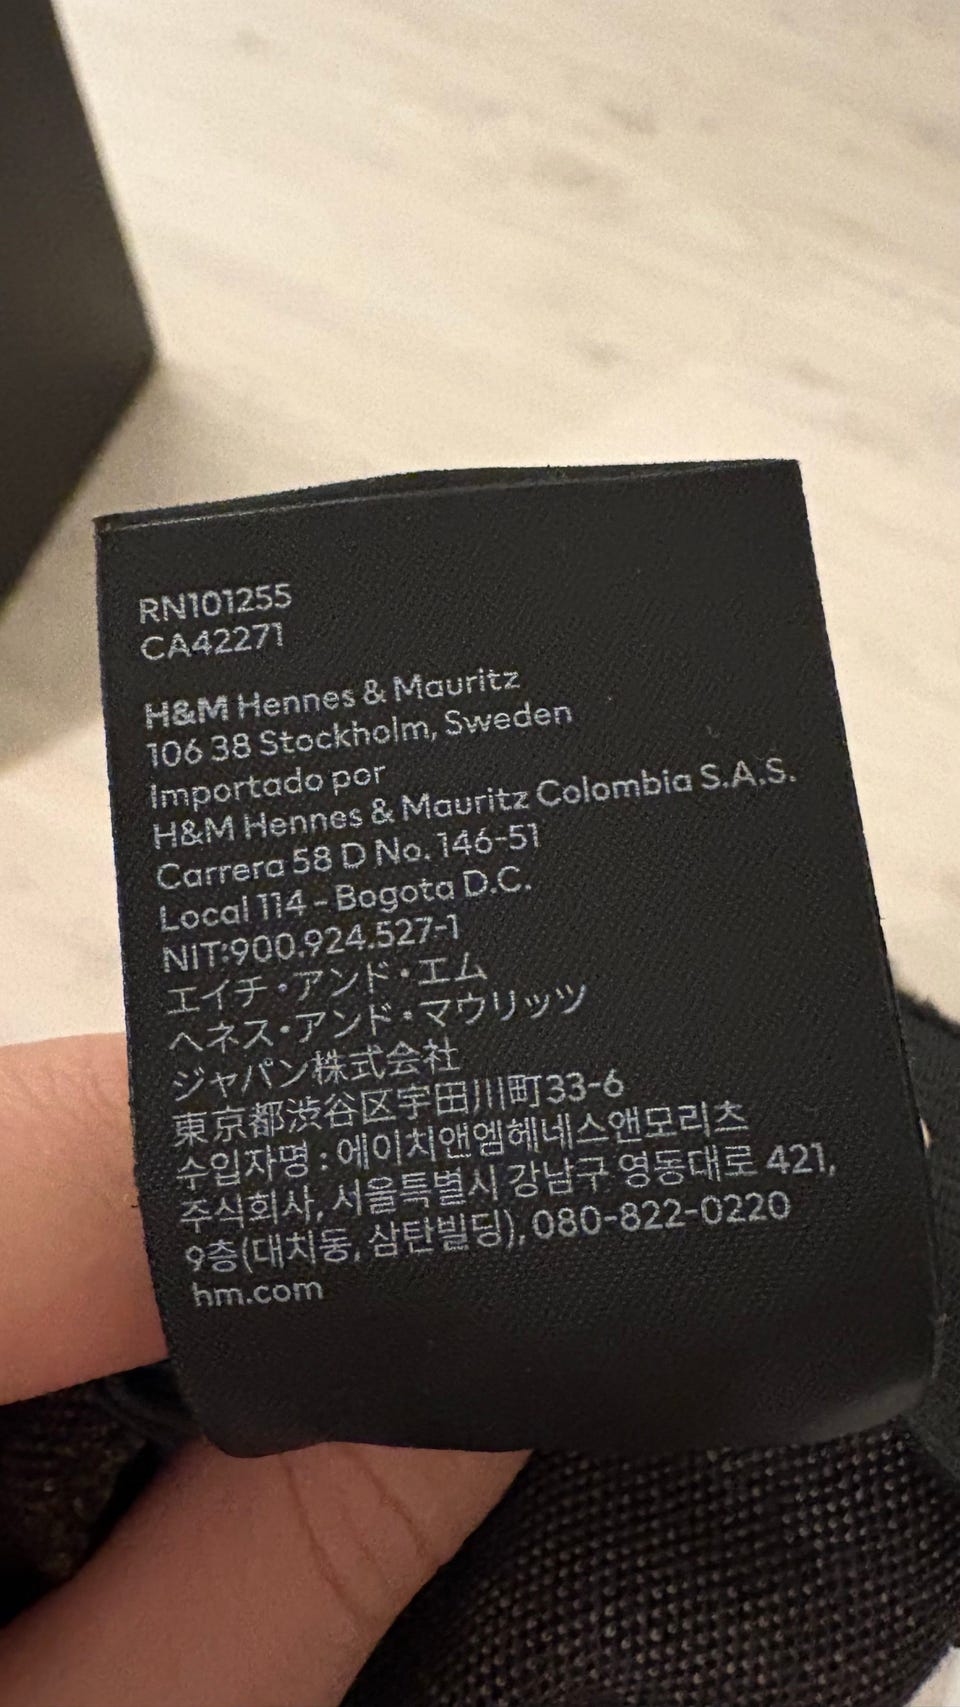 RN101255
CA42271
H&M Hennes & Mauritz
106 38 Stockholm, Sweden
Importado por
H&M Hennes & Mauritz Colombia S.A.S.
Carrera 58 D No. 146-51
Local 114 - Bogota D.C.
NIT:900.924.527-1
エイチ・アンド・エム
ヘネス・アンド・マウリッツ
ジャパン株式会社
東京都渋谷区宇田川町33-6
수입자명 : 에이치앤엠헤네스앤모리츠
주식회사, 서울특별시 강남구 영동대로 421,
9층(대치동, 삼탄빌딩), 080-822-0220
hm.com